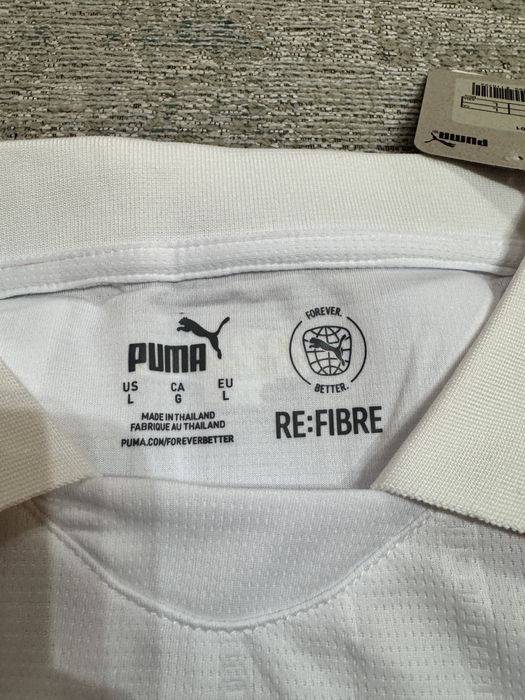 PUMA
FOREVER.
PUMA
US CA EU
L G L
MADE IN THAILAND
FABRIQUE AU THAILAND
PUMA.COM/FOREVERBETTER
BETTER.
RE:FIBRE